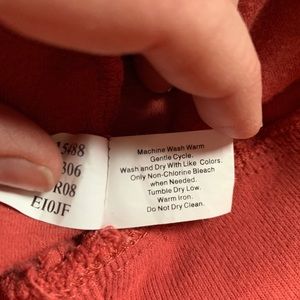 588
306
R08
EI0JF
Machine Wash Warm
Gentle Cycle.
Wash and Dry With Like Colors.
Only Non-Chlorine Bleach
when Needed.
Tumble Dry Low.
Warm Iron.
Do Not Dry Clean.